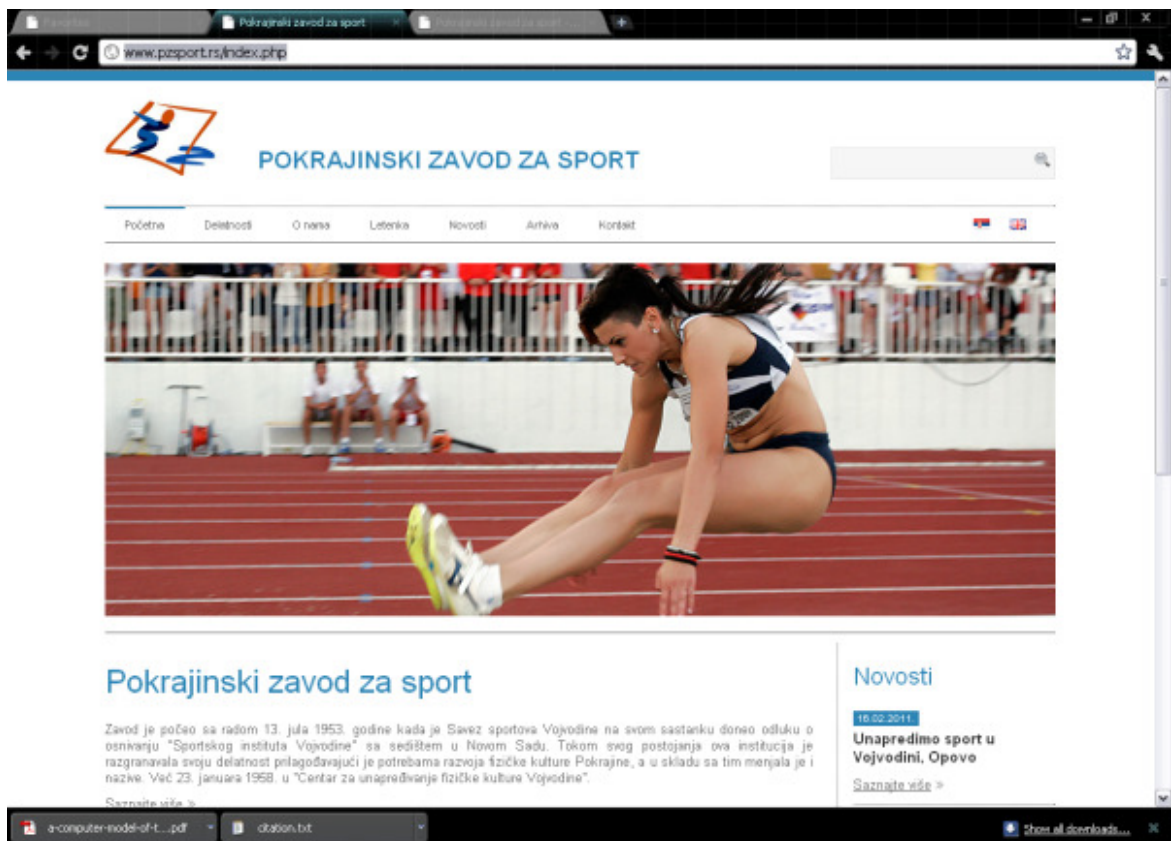 Favorites
Pokrajinski zavod za sport
Pokrajinski zavod za sport -...
www.pzsport.rs/index.php
POKRAJINSKI ZAVOD ZA SPORT
Početna Delatnosti O nama Letenka Novosti Arhiva Kontakt
Pokrajinski zavod za sport
Zavod je počeo sa radom 13. jula 1953. godine kada je Savez sportova Vojvodine na svom sastanku doneo odluku o
osnivanju "Sportskog instituta Vojvodine" sa sedištem u Novom Sadu. Tokom svog postojanja ova institucija je
razgranavala svoju delatnost prilagođavajući je potrebama razvoja fizičke kulture Pokrajine, a u skladu sa tim menjala je i
nazive. Već 23. januara 1958. u "Centar za unapređivanje fizičke kulture Vojvodine".
Saznajte više »
Novosti
16.02.2011.
Unapredimo sport u
Vojvodini, Opovo
Saznajte više »
a-computer-model-of-t....pdf
citation.txt
Show all downloads...